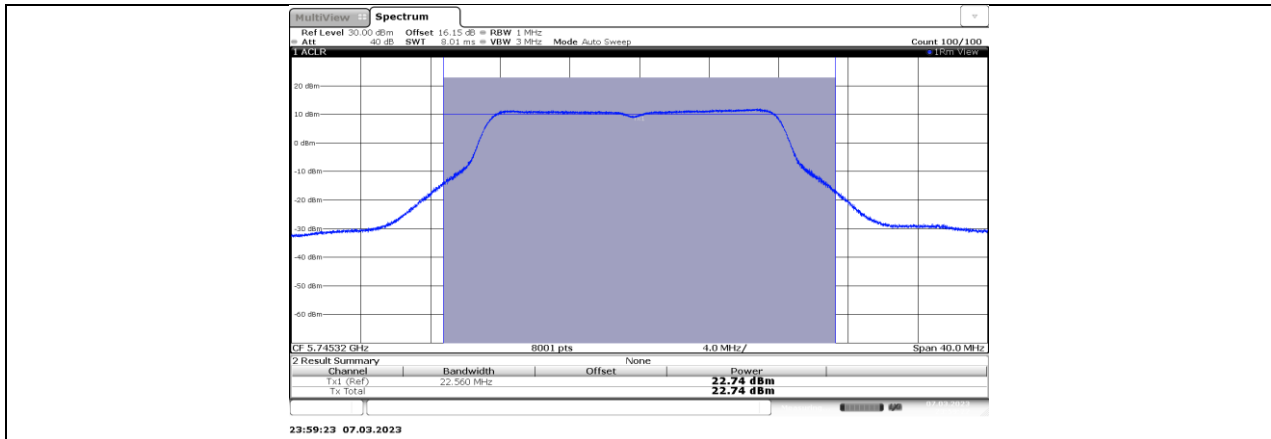 MultiView Spectrum
Ref Level 30.00 dBm Offset 16.15 dB RBW 1 MHz
Att 40 dB SWT 8.01 ms VBW 3 MHz Mode Auto Sweep Count 100/100
1 ACLR 1Rm View
20 dBm
10 dBm
0 dBm
-10 dBm
-20 dBm
-30 dBm
-40 dBm
-50 dBm
-60 dBm
CF 5.74532 GHz 8001 pts 4.0 MHz/ Span 40.0 MHz
2 Result Summary None
Channel Bandwidth Offset Power
Tx1 (Ref) 22.560 MHz 22.74 dBm
Tx Total 22.74 dBm
07.03.2023
23:59:23 07.03.2023